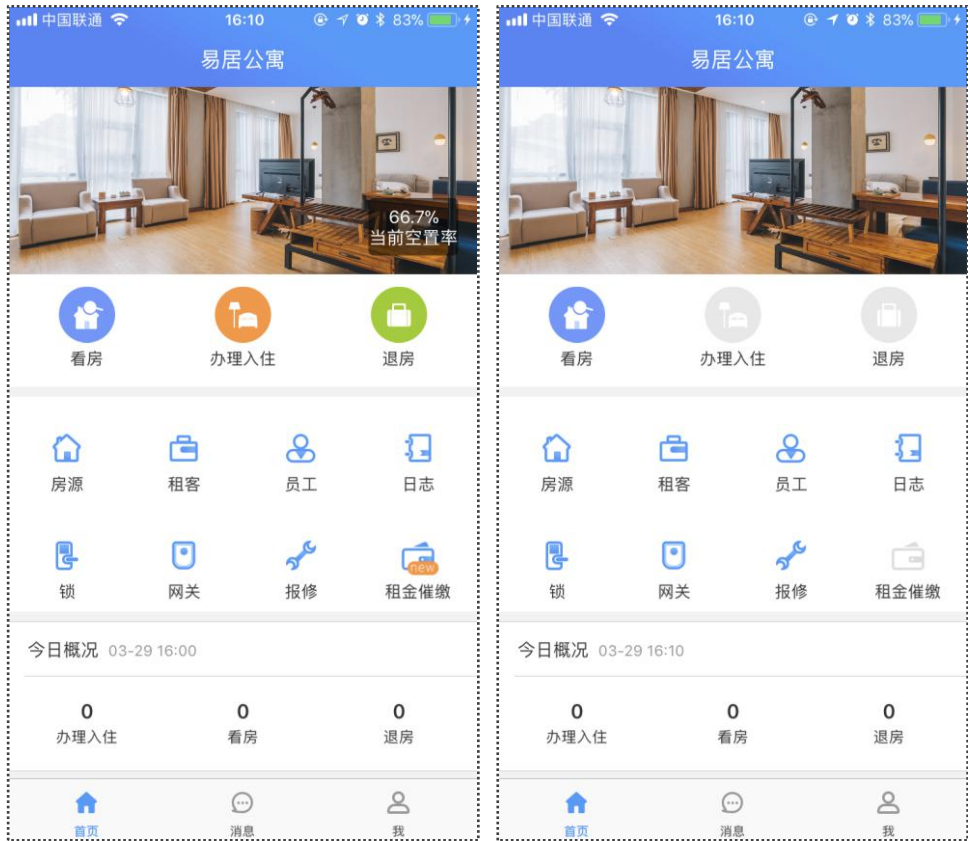 中国联通 16:10 83%
易居公寓
66.7%
当前空置率
看房 办理入住 退房
房源 租客 员工 日志
new
锁 网关 报修 租金催缴
今日概况 03-29 16:00
0 0 0
办理入住 看房 退房
首页 消息 我
中国联通 16:10 83%
易居公寓
看房 办理入住 退房
房源 租客 员工 日志
锁 网关 报修 租金催缴
今日概况 03-29 16:10
0 0 0
办理入住 看房 退房
首页 消息 我